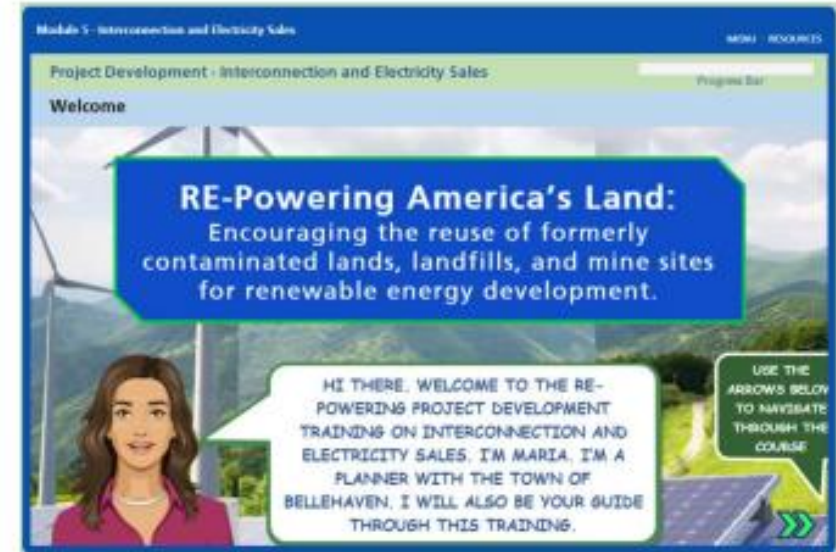 Module 5 - Interconnection and Electricity Sales
MENU RESOURCES
Project Development - Interconnection and Electricity Sales
Progress Bar
Welcome
RE-Powering America's Land:
Encouraging the reuse of formerly
contaminated lands, landfills, and mine sites
for renewable energy development.
HI THERE, WELCOME TO THE RE-
POWERING PROJECT DEVELOPMENT
TRAINING ON INTERCONNECTION AND
ELECTRICITY SALES. I'M MARIA. I'M A
PLANNER WITH THE TOWN OF
BELLEHAVEN. I WILL ALSO BE YOUR GUIDE
THROUGH THIS TRAINING.
USE THE
ARROWS BELOW
TO NAVIGATE
THROUGH THE
COURSE